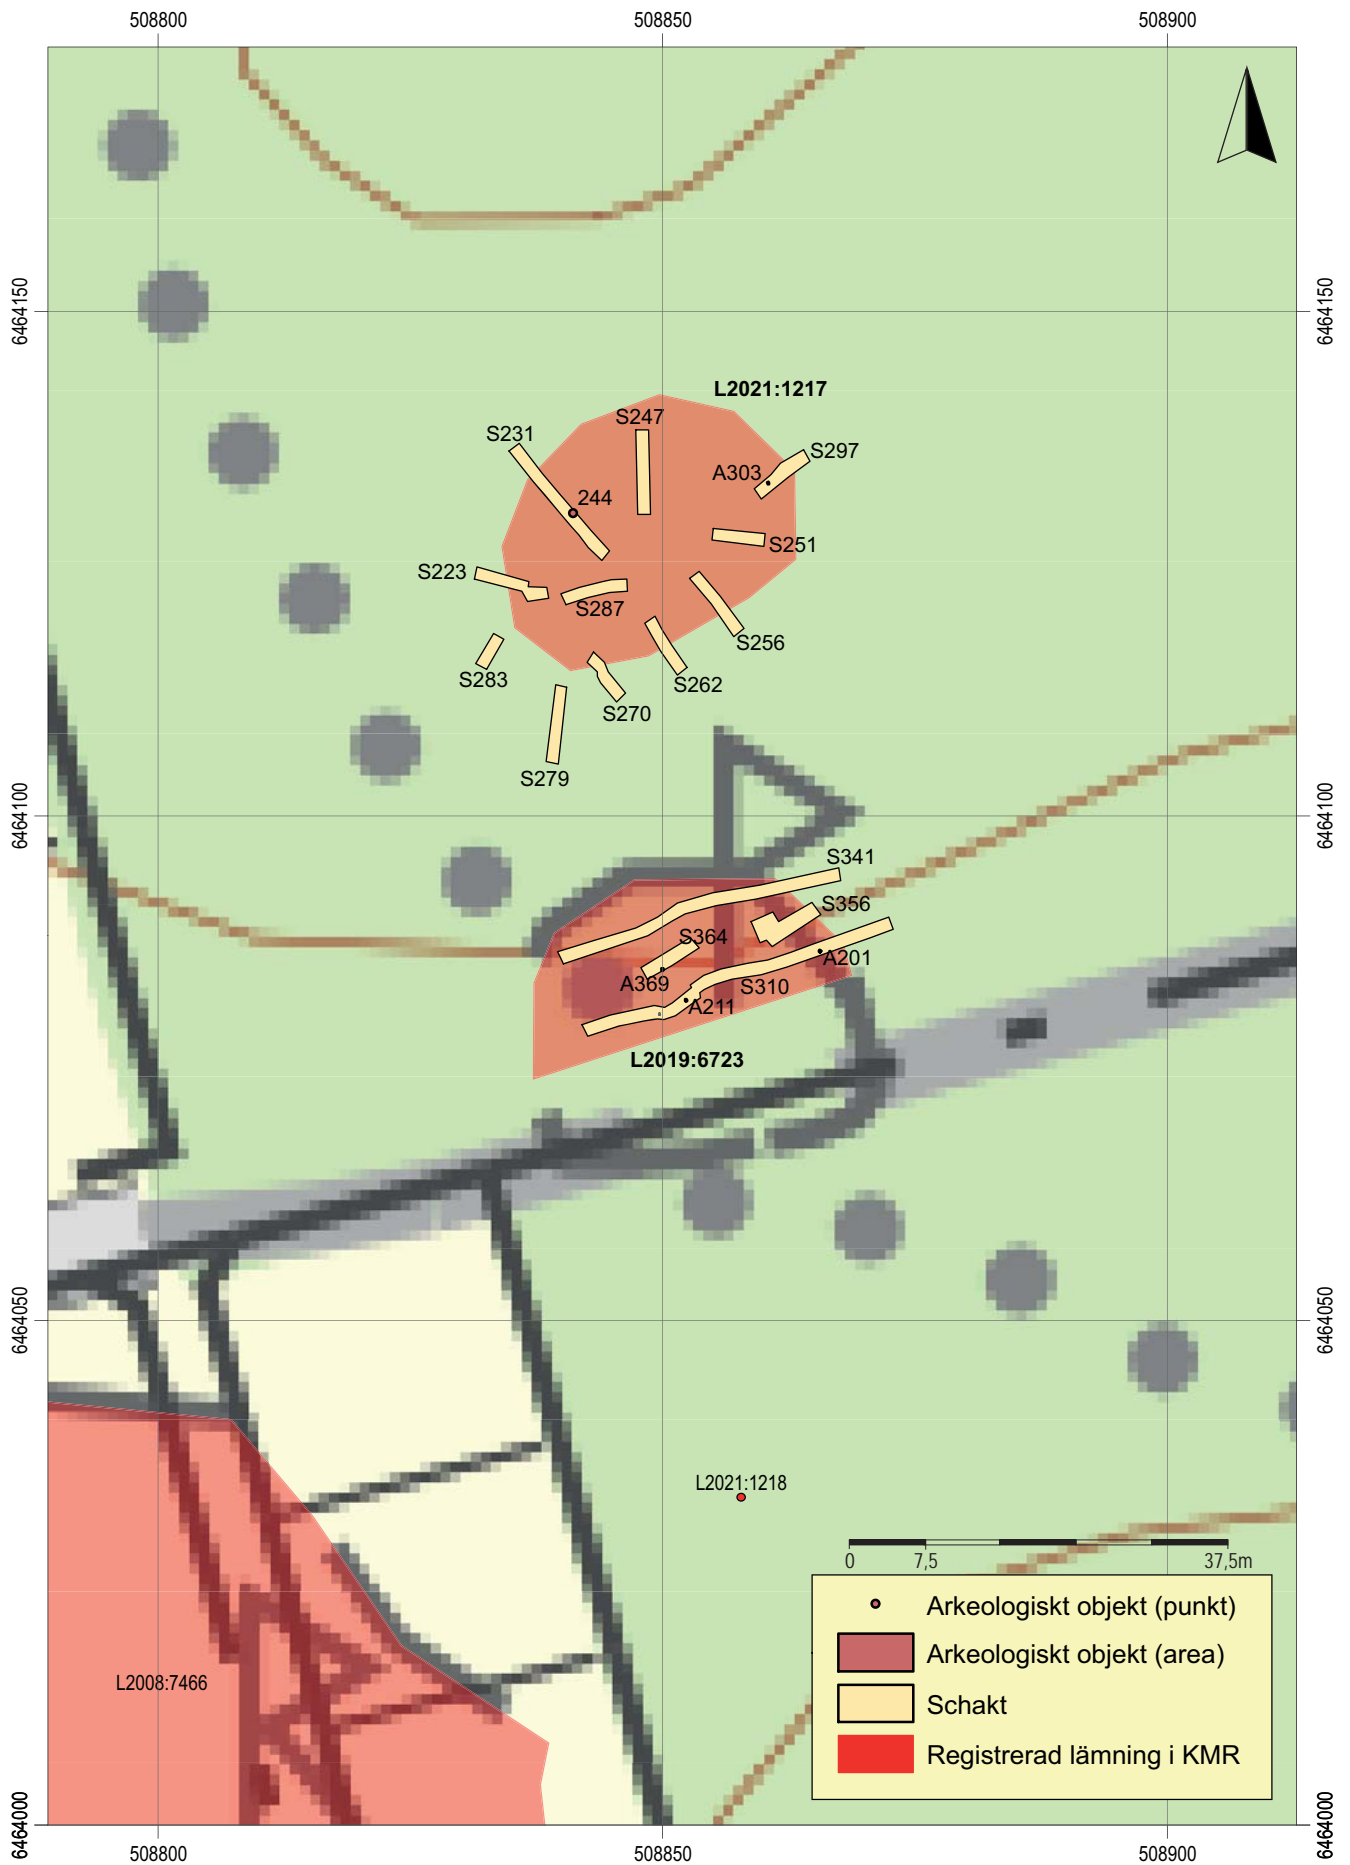 508800
508850
508900
6464150
6464150
L2021:1217
S247
S231
S297
A303
244
S251
S223
S287
S256
S283
S262
S270
S279
6464100
6464100
S341
S356
S364
A201
A369
S310
A211
L2019:6723
6464050
6464050
L2021:1218
0
7,5
37,5m
Arkeologiskt objekt (punkt)
Arkeologiskt objekt (area)
Schakt
Registrerad lämning i KMR
L2008:7466
6464000
6464000
508800
508850
508900